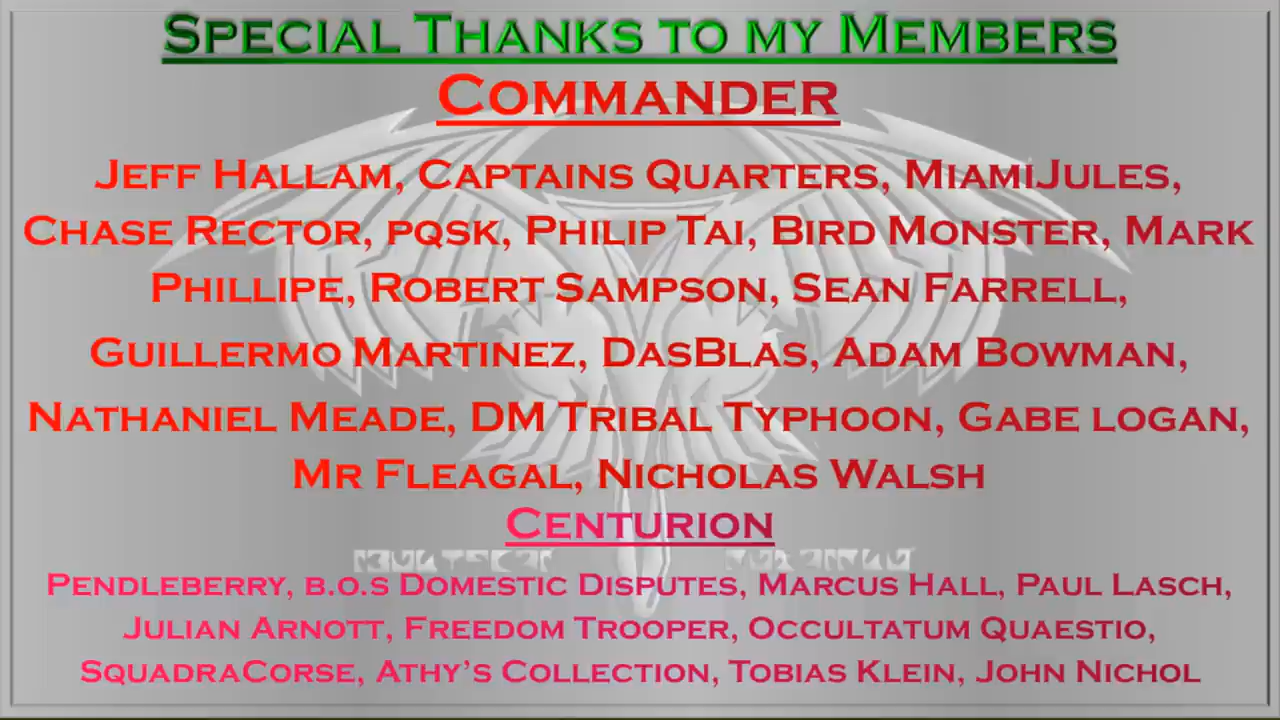 Special Thanks to my Members
Commander
Jeff Hallam, Captains Quarters, MiamiJules,
Chase Rector, pqsk, Philip Tai, Bird Monster, Mark
Phillipe, Robert Sampson, Sean Farrell,
Guillermo Martinez, DasBlas, Adam Bowman,
Nathaniel Meade, DM Tribal Typhoon, Gabe logan,
Mr Fleagal, Nicholas Walsh
Centurion
Pendleberry, b.o.s Domestic Disputes, Marcus Hall, Paul Lasch,
Julian Arnott, Freedom Trooper, Occultatum Quaestio,
SquadraCorse, Athy's Collection, Tobias Klein, John Nichol